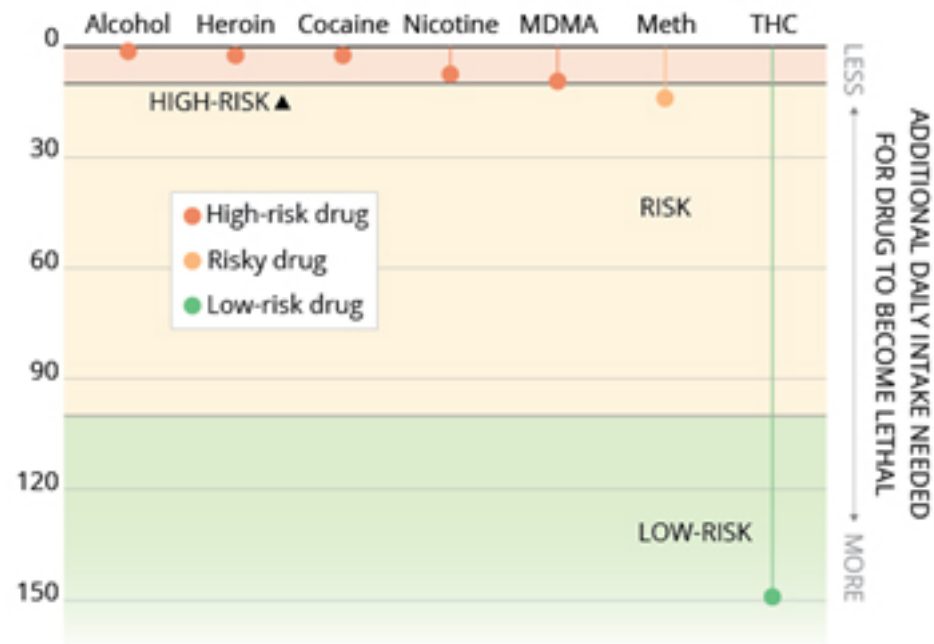 Alcohol Heroin Cocaine Nicotine MDMA Meth THC
0
HIGH-RISK ▲
30
High-risk drug
RISK
Risky drug
60
Low-risk drug
90
120
LOW-RISK
150
LESS
MORE
ADDITIONAL DAILY INTAKE NEEDED
FOR DRUG TO BECOME LETHAL